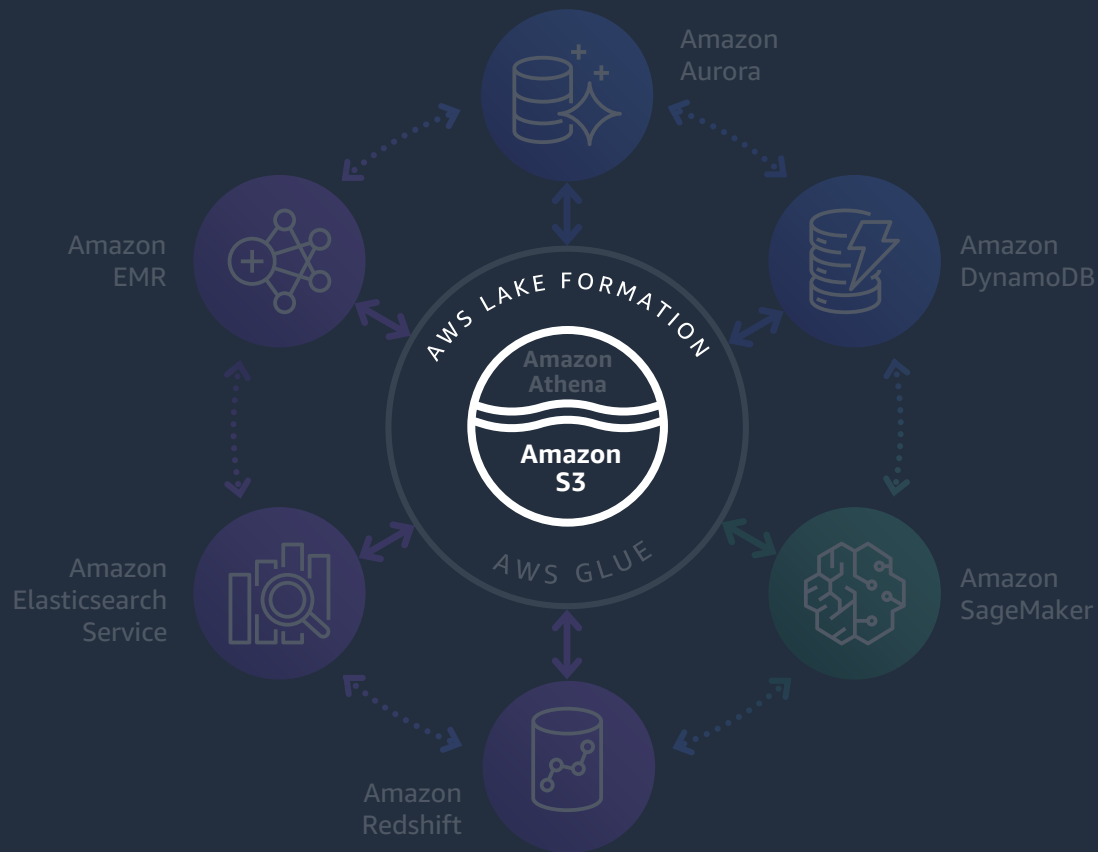 Amazon
Aurora
Amazon
EMR
Amazon
DynamoDB
AWS LAKE FORMATION
Amazon
Athena
Amazon
S3
AWS GLUE
Amazon
Elasticsearch
Service
Amazon
SageMaker
Amazon
Redshift